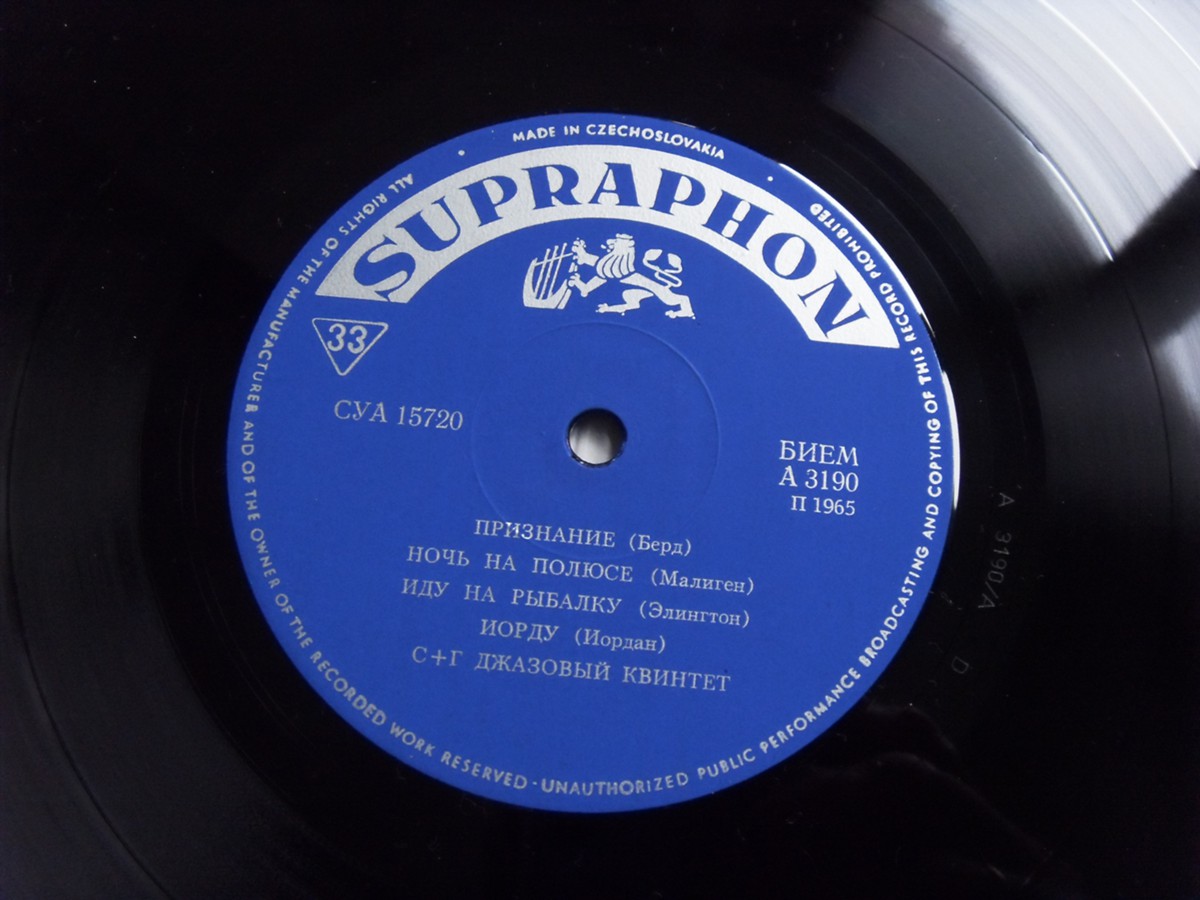 MADE IN CZECHOSLOVAKIA
SUPRAPHON
33
СУА 15720
БИЕМ
А 3190
П 1965
ПРИЗНАНИЕ (Берд)
НОЧЬ НА ПОЛЮСЕ (Малиген)
ИДУ НА РЫБАЛКУ (Элингтон)
ИОРДУ (Иордан)
С+Г ДЖАЗОВЫЙ КВИНТЕТ
ALL RIGHTS OF THE MANUFACTURER AND OF THE OWNER OF THE RECORDED WORK RESERVED · UNAUTHORIZED PUBLIC PERFORMANCE BROADCASTING AND COPYING OF THIS RECORD PROHIBITED
A 3190/A D